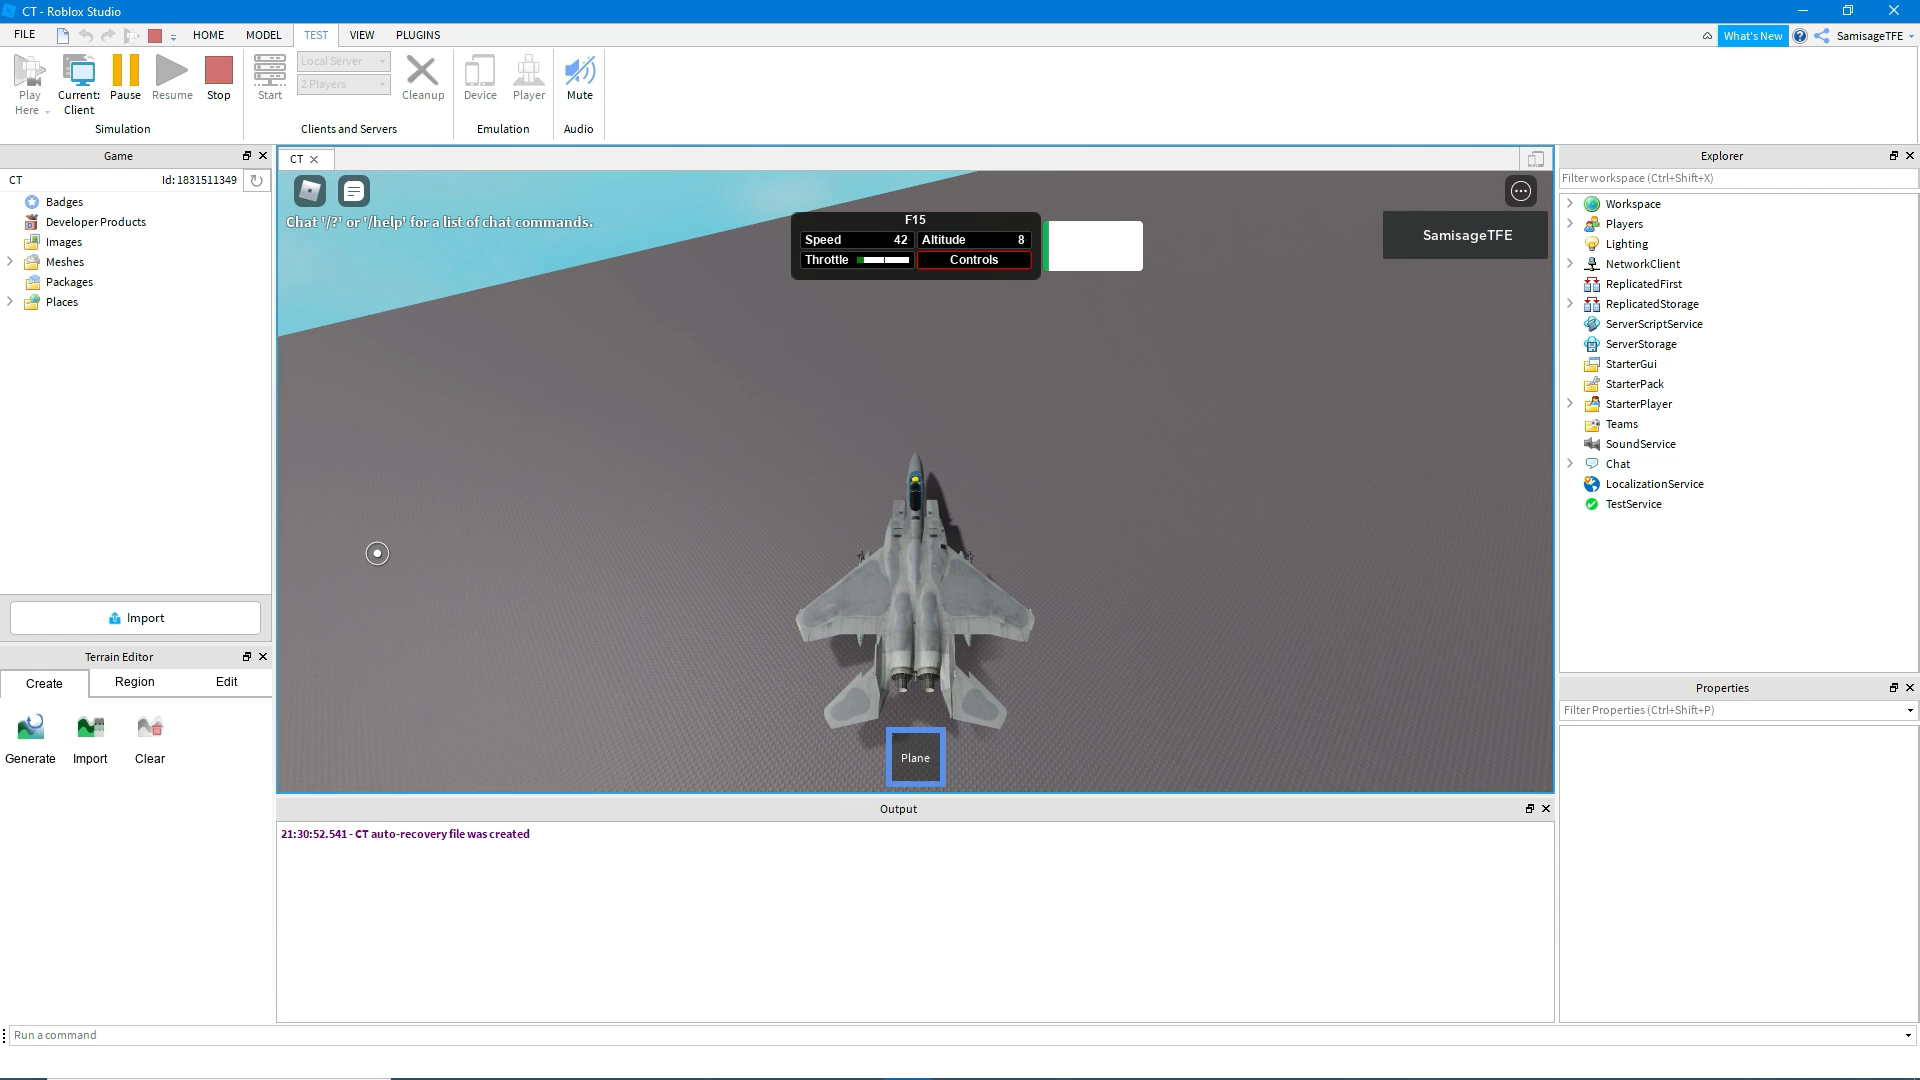 CT - Roblox Studio
FILE HOME MODEL TEST VIEW PLUGINS
What's New SamisageTFE
Play Here
Current: Client
Pause
Resume
Stop
Start
Local Server
2 Players
Cleanup
Device
Player
Mute
Simulation
Clients and Servers
Emulation
Audio
Game
CT Id: 1831511349
Badges
Developer Products
Images
Meshes
Packages
Places
Import
Terrain Editor
Create Region Edit
Generate Import Clear
CT
Chat '/?' or '/help' for a list of chat commands.
F15
Speed 42 Altitude 8
Throttle Controls
SamisageTFE
Plane
Output
21:30:52.541 - CT auto-recovery file was created
Explorer
Filter workspace (Ctrl+Shift+X)
Workspace
Players
Lighting
NetworkClient
ReplicatedFirst
ReplicatedStorage
ServerScriptService
ServerStorage
StarterGui
StarterPack
StarterPlayer
Teams
SoundService
Chat
LocalizationService
TestService
Properties
Filter Properties (Ctrl+Shift+P)
Run a command